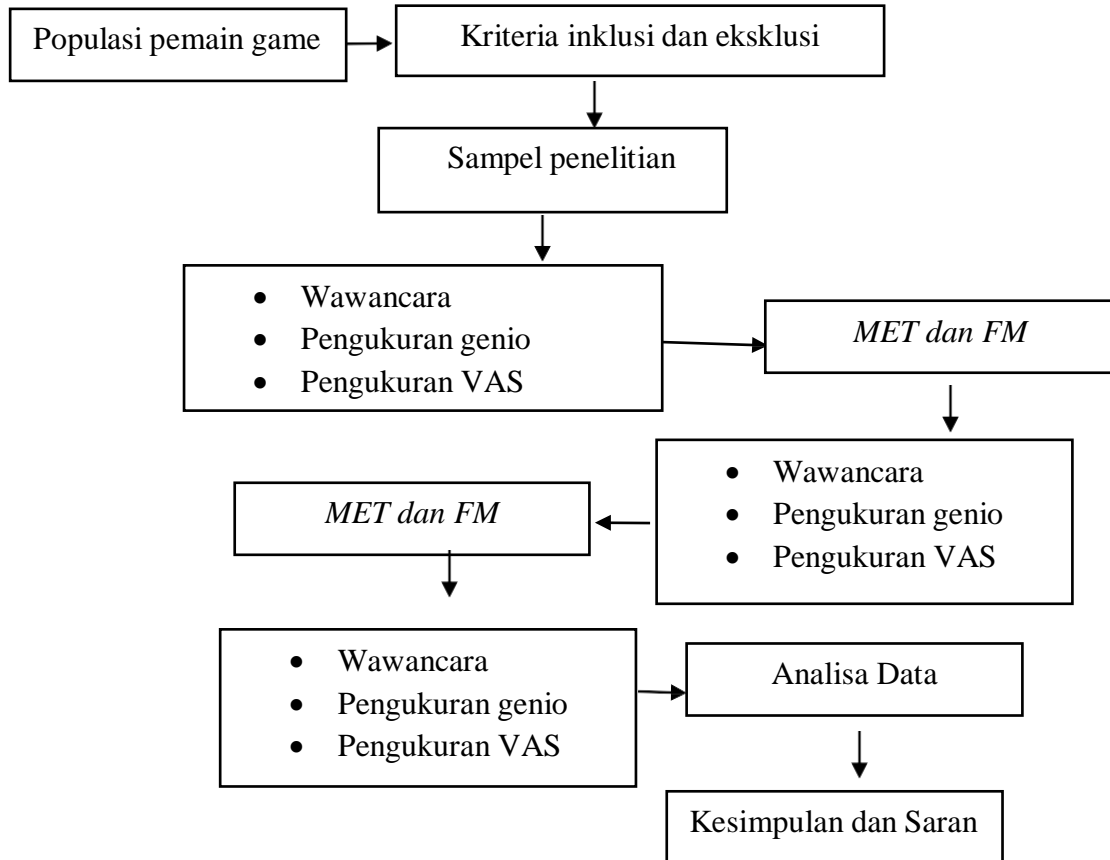 Populasi pemain game
Kriteria inklusi dan eksklusi
Sampel penelitian
• Wawancara
• Pengukuran genio
• Pengukuran VAS
MET dan FM
• Wawancara
• Pengukuran genio
• Pengukuran VAS
MET dan FM
• Wawancara
• Pengukuran genio
• Pengukuran VAS
Analisa Data
Kesimpulan dan Saran